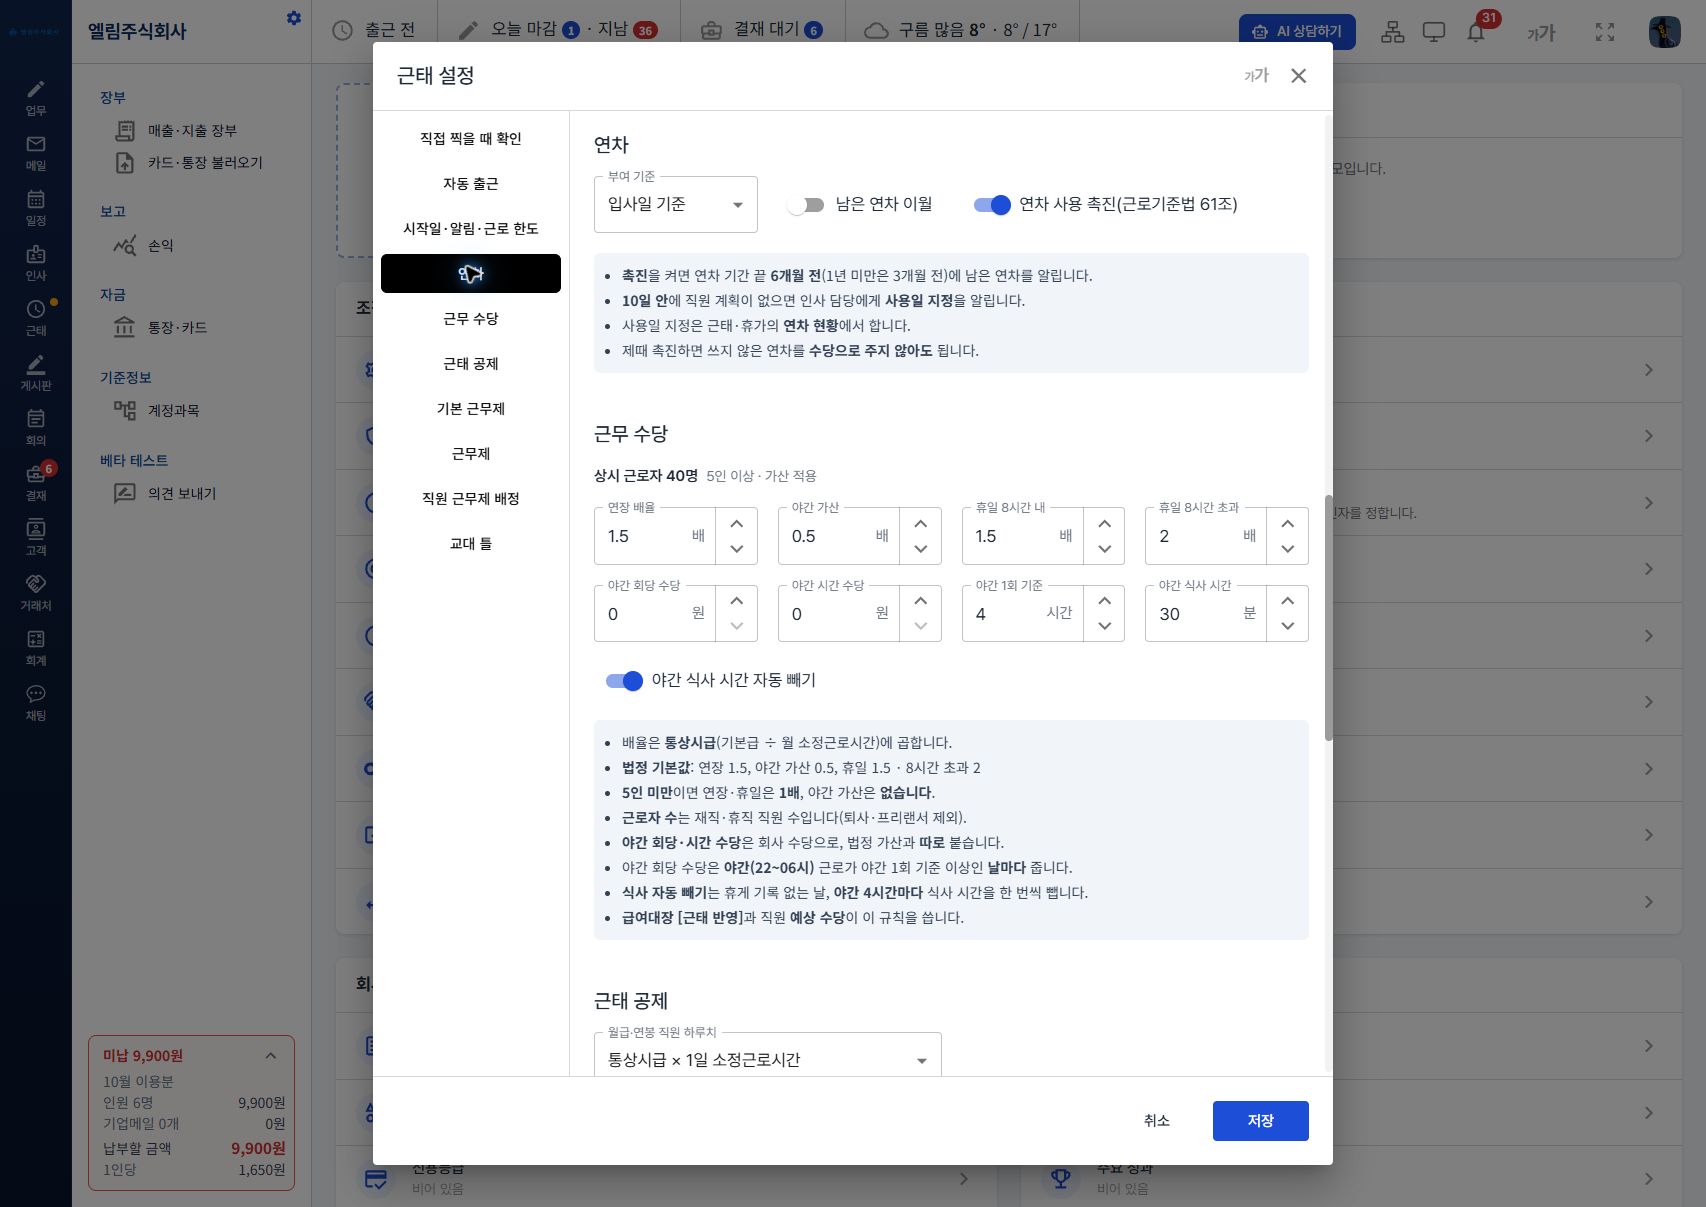 엘림주식회사
출근 전
오늘 마감 1 · 지남 36
결재 대기 6
구름 많음 8° · 8° / 17°
AI 상담하기
31
가가
업무
메일
일정
인사
근태
게시판
회의
6
결재
고객
거래처
회계
채팅
장부
매출·지출 장부
카드·통장 불러오기
보고
손익
자금
통장·카드
기준정보
계정과목
베타 테스트
의견 보내기
미납 9,900원
10월 이용분
인원 6명 9,900원
기업메일 0개 0원
납부할 금액 9,900원
1인당 1,650원
근태 설정
가가
직접 찍을 때 확인
자동 출근
시작일·알림·근로 한도
근무 수당
근태 공제
기본 근무제
근무제
직원 근무제 배정
교대 틀
연차
부여 기준
입사일 기준
남은 연차 이월
연차 사용 촉진(근로기준법 61조)
촉진을 켜면 연차 기간 끝 6개월 전(1년 미만은 3개월 전)에 남은 연차를 알립니다.
10일 안에 직원 계획이 없으면 인사 담당에게 사용일 지정을 알립니다.
사용일 지정은 근태·휴가의 연차 현황에서 합니다.
제때 촉진하면 쓰지 않은 연차를 수당으로 주지 않아도 됩니다.
근무 수당
상시 근로자 40명 5인 이상 · 가산 적용
연장 배율 야간 가산 휴일 8시간 내 휴일 8시간 초과
1.5 배 0.5 배 1.5 배 2 배
야간 회당 수당 야간 시간 수당 야간 1회 기준 야간 식사 시간
0 원 0 원 4 시간 30 분
야간 식사 시간 자동 빼기
배율은 통상시급(기본급 ÷ 월 소정근로시간)에 곱합니다.
법정 기본값: 연장 1.5, 야간 가산 0.5, 휴일 1.5 · 8시간 초과 2
5인 미만이면 연장·휴일은 1배, 야간 가산은 없습니다.
근로자 수는 재직·휴직 직원 수입니다(퇴사·프리랜서 제외).
야간 회당·시간 수당은 회사 수당으로, 법정 가산과 따로 붙습니다.
야간 회당 수당은 야간(22~06시) 근로가 야간 1회 기준 이상인 날마다 줍니다.
식사 자동 빼기는 휴게 기록 없는 날, 야간 4시간마다 식사 시간을 한 번씩 뺍니다.
급여대장 [근태 반영]과 직원 예상 수당이 이 규칙을 씁니다.
근태 공제
월급·연봉 직원 하루치
통상시급 × 1일 소정근로시간
취소
저장
모입니다.
자를 정합니다.
신용등급
비어 있음
수요 성과
비어 있음